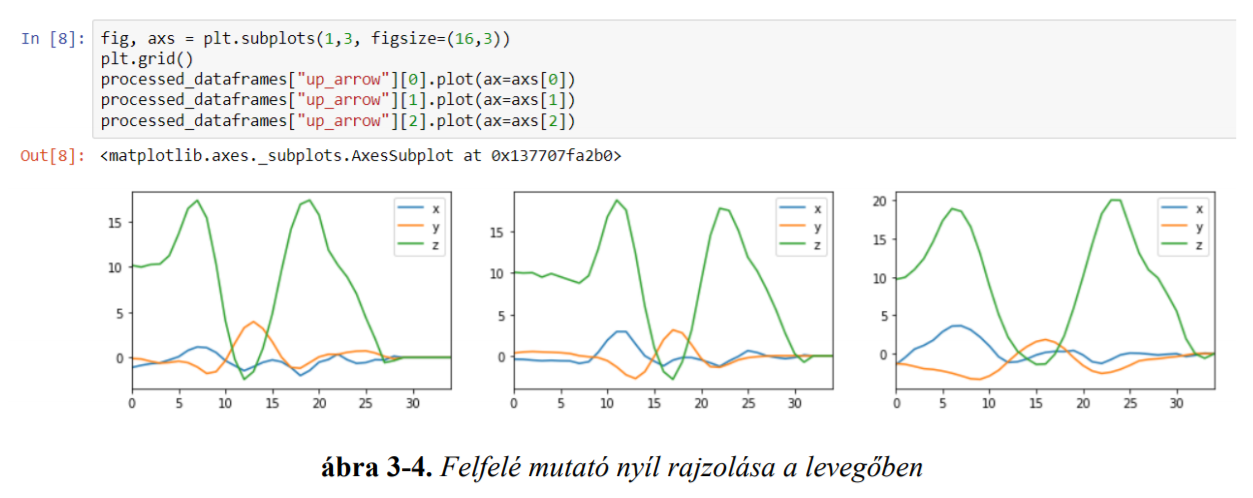 In [8]: fig, axs = plt.subplots(1,3, figsize=(16,3))
plt.grid()
processed_dataframes["up_arrow"][0].plot(ax=axs[0])
processed_dataframes["up_arrow"][1].plot(ax=axs[1])
processed_dataframes["up_arrow"][2].plot(ax=axs[2])
Out[8]: <matplotlib.axes._subplots.AxesSubplot at 0x137707fa2b0>
x
y
z
15
10
5
0
0 5 10 15 20 25 30
x
y
z
15
10
5
0
0 5 10 15 20 25 30
x
y
z
20
15
10
5
0
0 5 10 15 20 25 30
ábra 3-4. Felfelé mutató nyíl rajzolása a levegőben